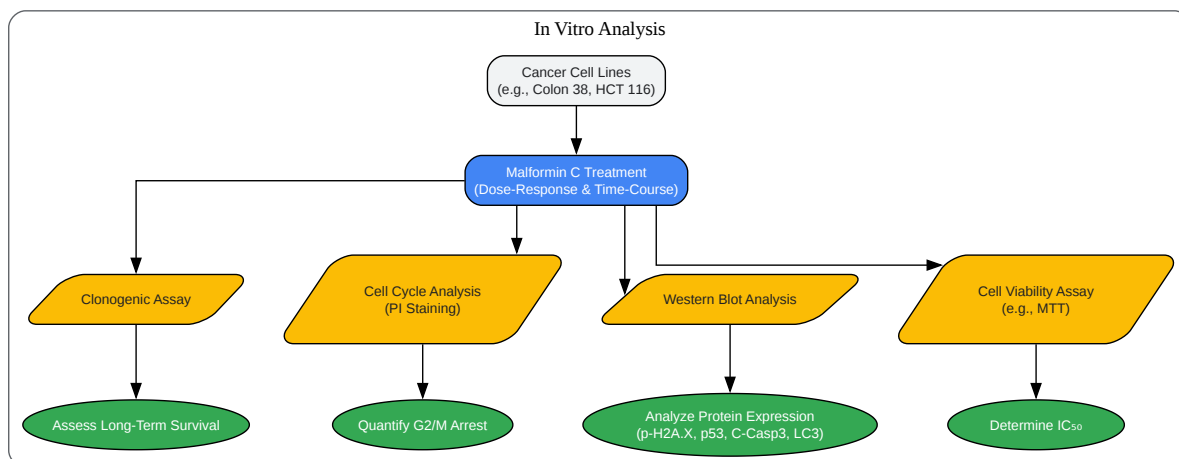 In Vitro Analysis
Cancer Cell Lines
(e.g., Colon 38, HCT 116)
Malformin C Treatment
(Dose-Response & Time-Course)
Clonogenic Assay
Cell Cycle Analysis
(PI Staining)
Western Blot Analysis
Cell Viability Assay
(e.g., MTT)
Assess Long-Term Survival
Quantify G2/M Arrest
Analyze Protein Expression
(p-H2A.X, p53, C-Casp3, LC3)
Determine IC₅₀